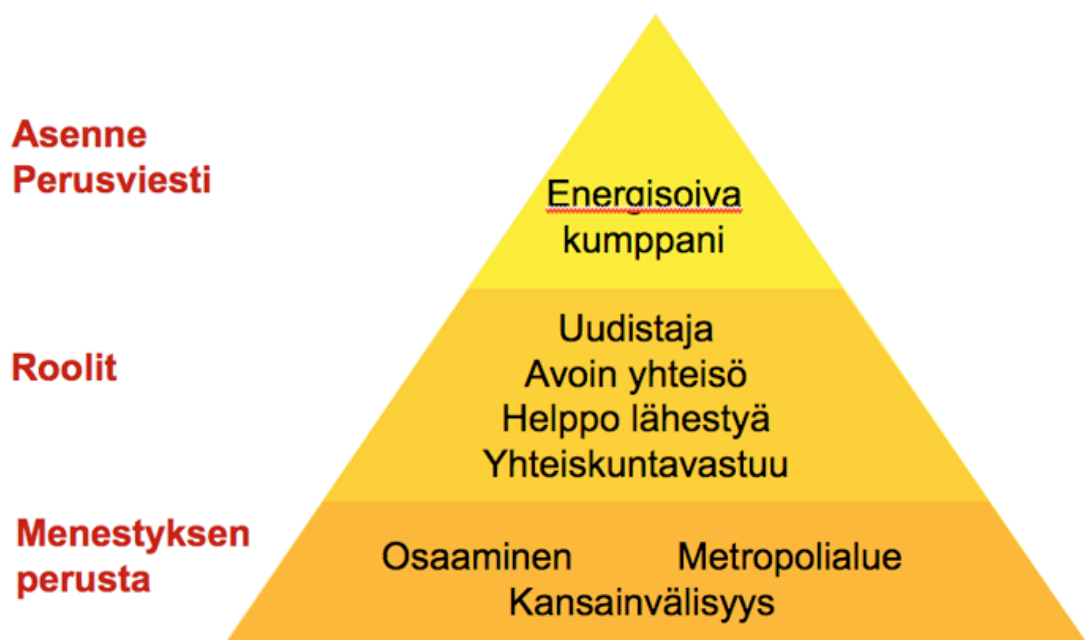 Asenne
Perusviesti
Energisoiva
kumppani
Roolit
Uudistaja
Avoin yhteisö
Helppo lähestyä
Yhteiskuntavastuu
Menestyksen
perusta
Osaaminen Metropolialue
Kansainvälisyys